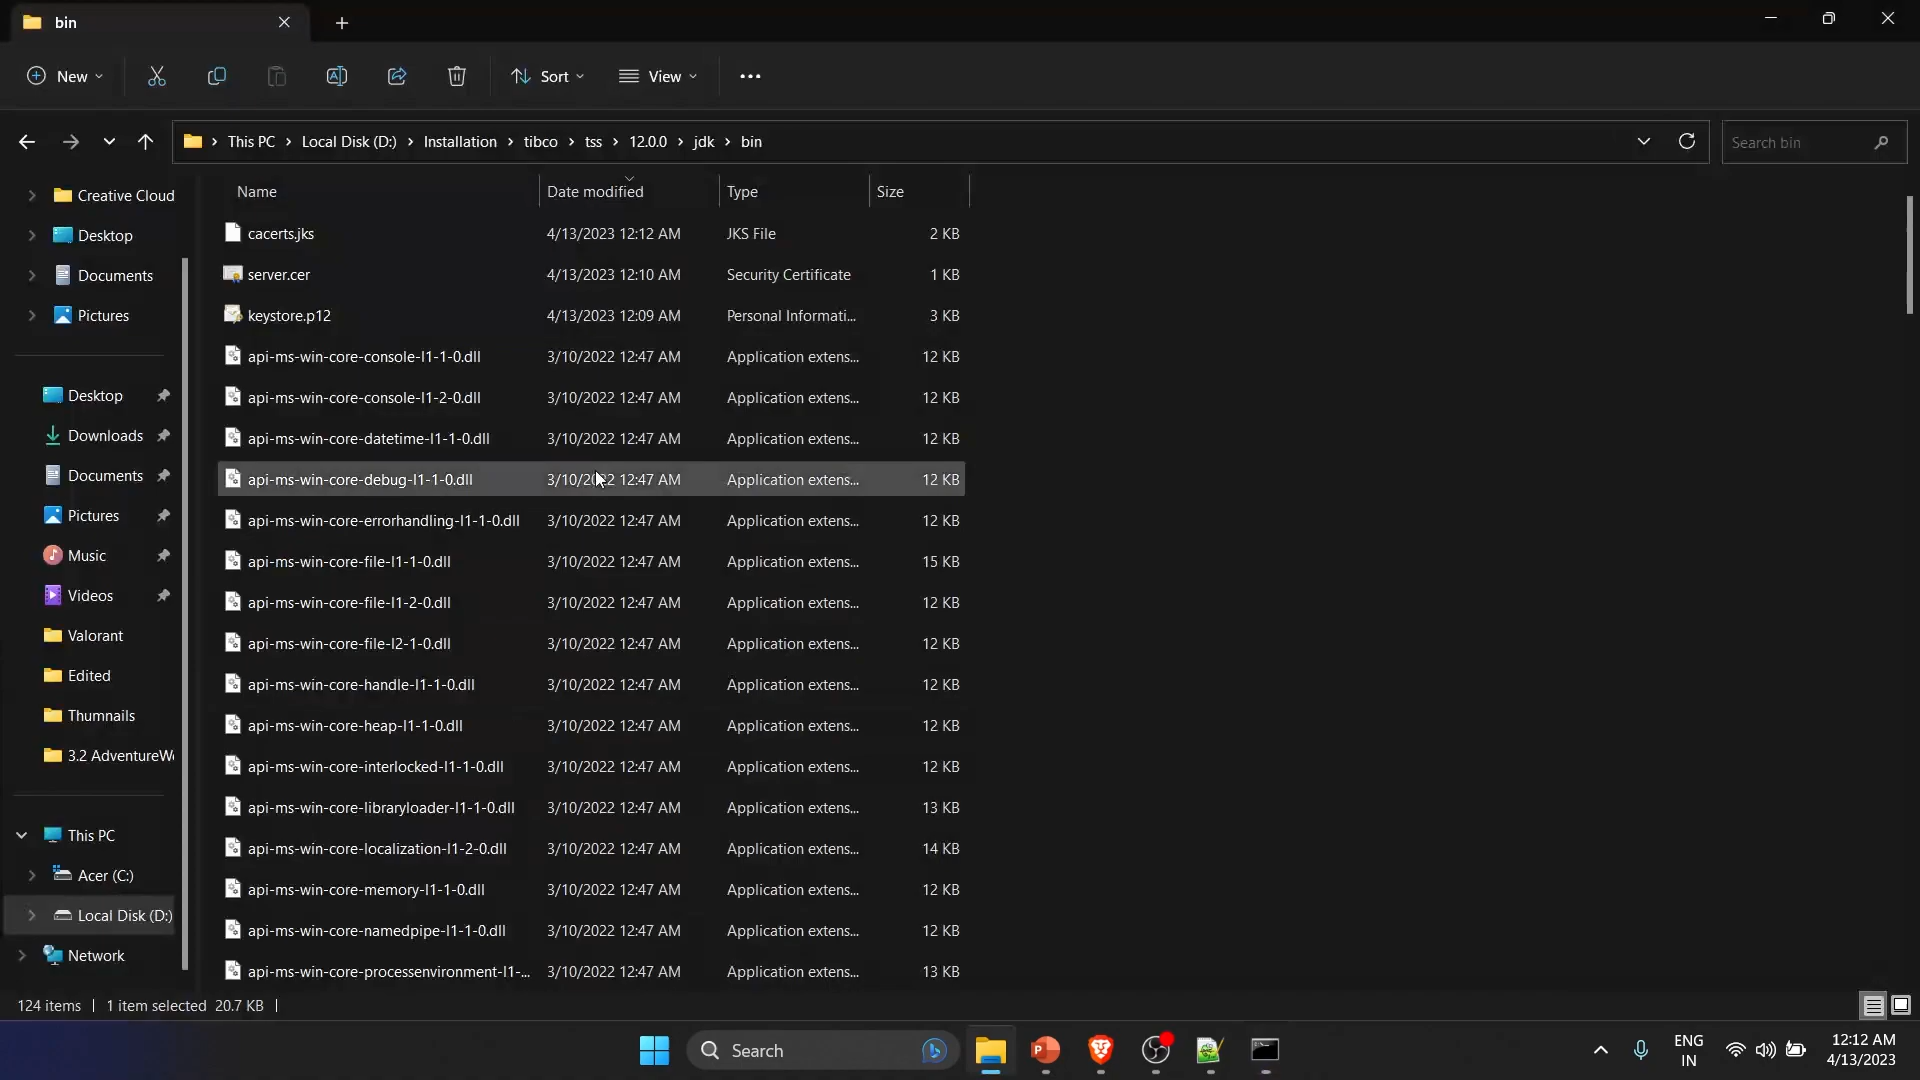 bin
New
Sort
View
This PC
Local Disk (D:)
Installation
tibco
tss
12.0.0
jdk
bin
Search bin
Creative Cloud
Desktop
Documents
Pictures
Desktop
Downloads
Documents
Pictures
Music
Videos
Valorant
Edited
Thumnails
3.2 AdventureW
This PC
Acer (C:)
Local Disk (D:)
Network
Name Date modified Type Size
cacerts.jks 4/13/2023 12:12 AM JKS File 2 KB
server.cer 4/13/2023 12:10 AM Security Certificate 1 KB
keystore.p12 4/13/2023 12:09 AM Personal Informati... 3 KB
api-ms-win-core-console-l1-1-0.dll 3/10/2022 12:47 AM Application extens... 12 KB
api-ms-win-core-console-l1-2-0.dll 3/10/2022 12:47 AM Application extens... 12 KB
api-ms-win-core-datetime-l1-1-0.dll 3/10/2022 12:47 AM Application extens... 12 KB
api-ms-win-core-debug-l1-1-0.dll 3/10/2022 12:47 AM Application extens... 12 KB
api-ms-win-core-errorhandling-l1-1-0.dll 3/10/2022 12:47 AM Application extens... 12 KB
api-ms-win-core-file-l1-1-0.dll 3/10/2022 12:47 AM Application extens... 15 KB
api-ms-win-core-file-l1-2-0.dll 3/10/2022 12:47 AM Application extens... 12 KB
api-ms-win-core-file-l2-1-0.dll 3/10/2022 12:47 AM Application extens... 12 KB
api-ms-win-core-handle-l1-1-0.dll 3/10/2022 12:47 AM Application extens... 12 KB
api-ms-win-core-heap-l1-1-0.dll 3/10/2022 12:47 AM Application extens... 12 KB
api-ms-win-core-interlocked-l1-1-0.dll 3/10/2022 12:47 AM Application extens... 12 KB
api-ms-win-core-libraryloader-l1-1-0.dll 3/10/2022 12:47 AM Application extens... 13 KB
api-ms-win-core-localization-l1-2-0.dll 3/10/2022 12:47 AM Application extens... 14 KB
api-ms-win-core-memory-l1-1-0.dll 3/10/2022 12:47 AM Application extens... 12 KB
api-ms-win-core-namedpipe-l1-1-0.dll 3/10/2022 12:47 AM Application extens... 12 KB
api-ms-win-core-processenvironment-l1-... 3/10/2022 12:47 AM Application extens... 13 KB
124 items
1 item selected 20.7 KB
Search
ENG
IN
12:12 AM
4/13/2023